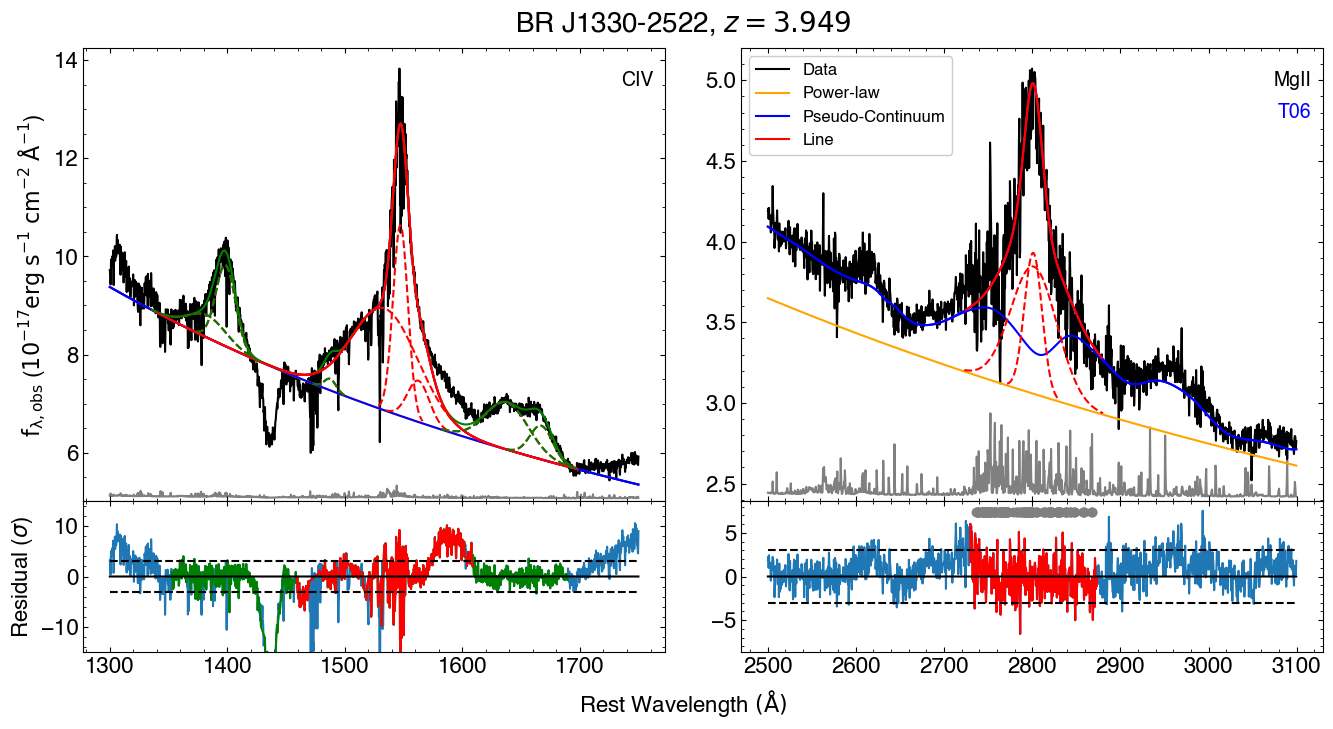 BR J1330-2522, z = 3.949
CIV
14
12
10
8
6
f_λ,obs (10^−17 erg s^−1 cm^−2 Å^−1)
Data
Power-law
Pseudo-Continuum
Line
MgII
T06
5.0
4.5
4.0
3.5
3.0
2.5
Residual (σ)
10
0
−10
1300 1400 1500 1600 1700
5
0
−5
2500 2600 2700 2800 2900 3000 3100
Rest Wavelength (Å)